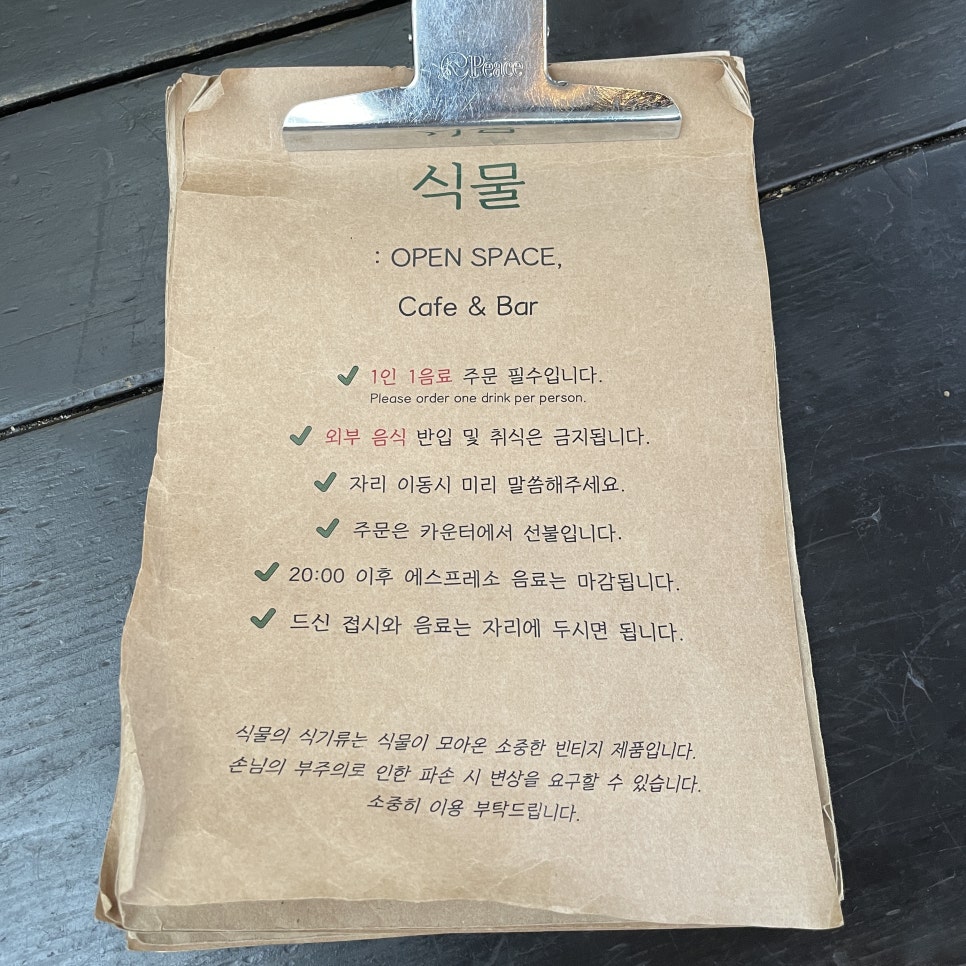 Peace
식물
: OPEN SPACE,
Cafe & Bar
1인 1음료 주문 필수입니다.
Please order one drink per person.
외부 음식 반입 및 취식은 금지됩니다.
자리 이동시 미리 말씀해주세요.
주문은 카운터에서 선불입니다.
20:00 이후 에스프레소 음료는 마감됩니다.
드신 접시와 음료는 자리에 두시면 됩니다.
식물의 식기류는 식물이 모아온 소중한 빈티지 제품입니다.
손님의 부주의로 인한 파손 시 변상을 요구할 수 있습니다.
소중히 이용 부탁드립니다.